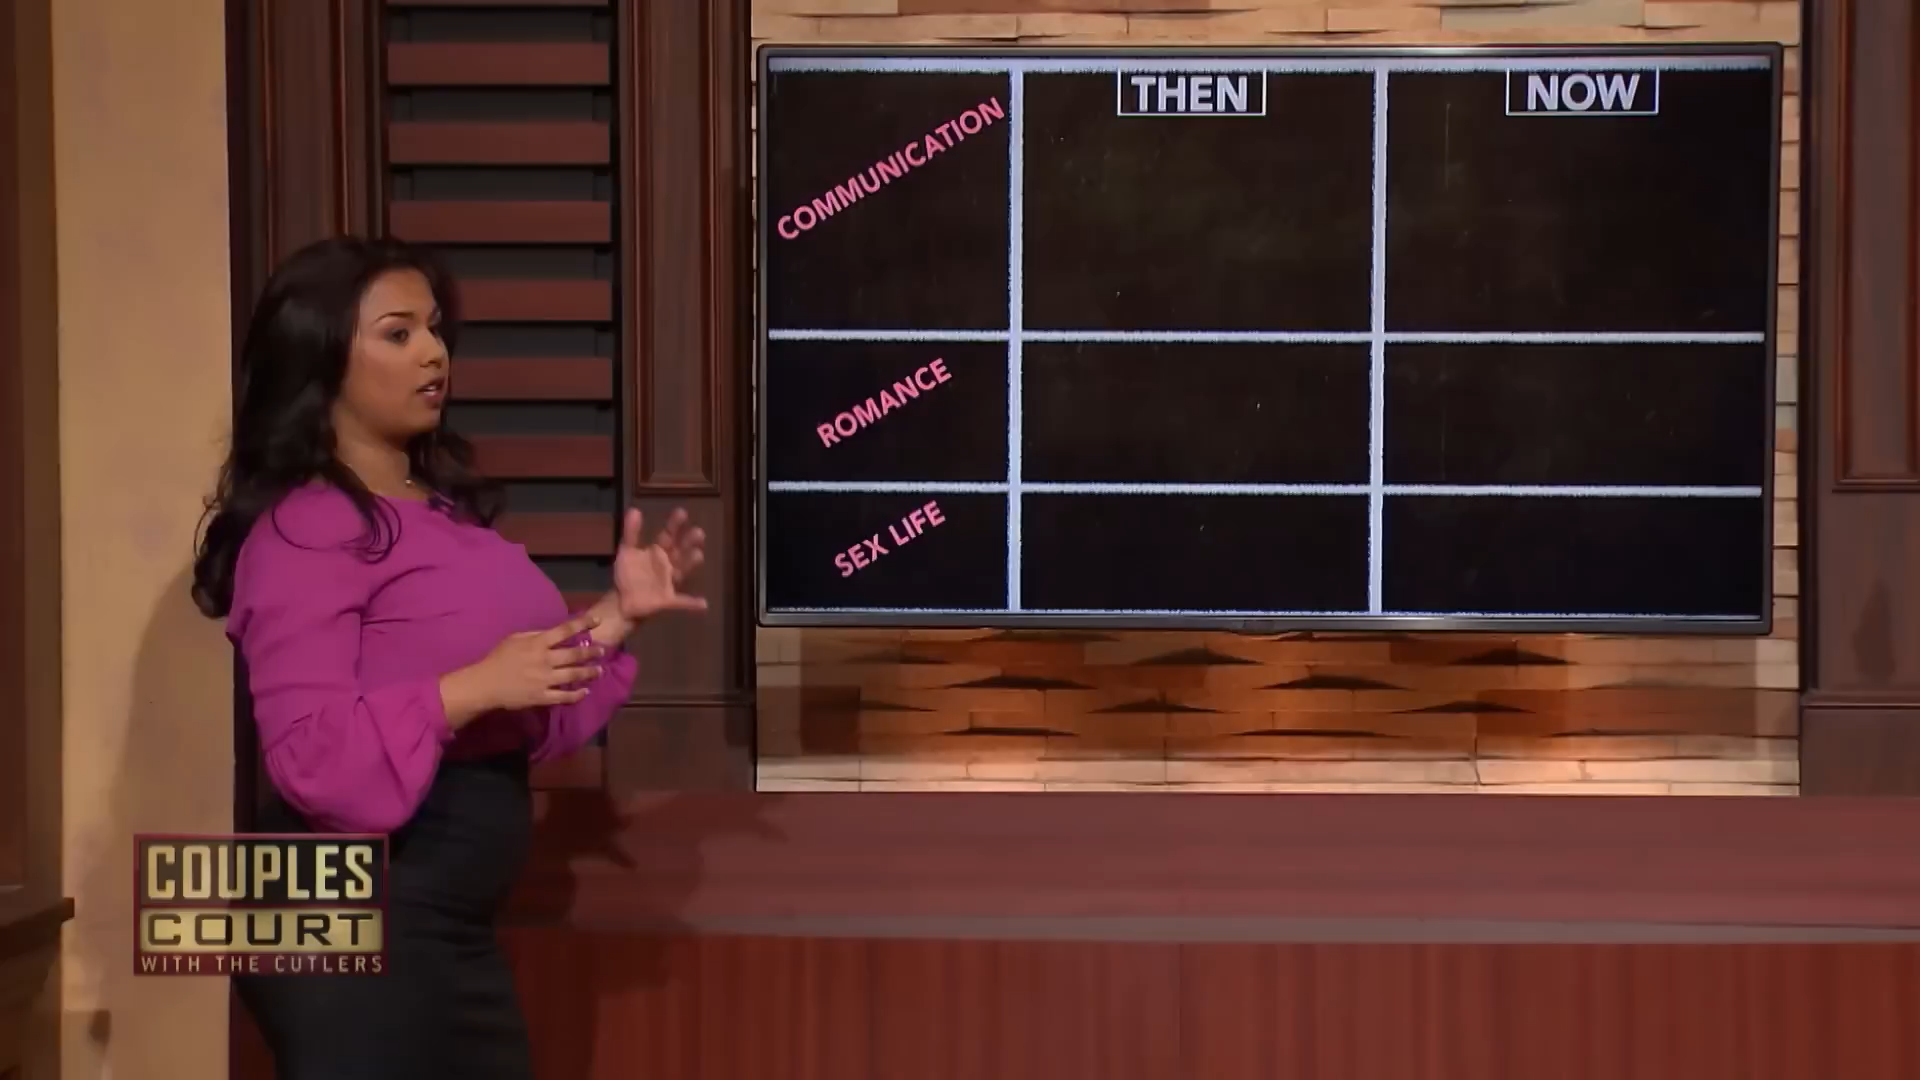 THEN
NOW
COMMUNICATION
ROMANCE
SEX LIFE
COUPLES
COURT
WITH THE CUTLERS